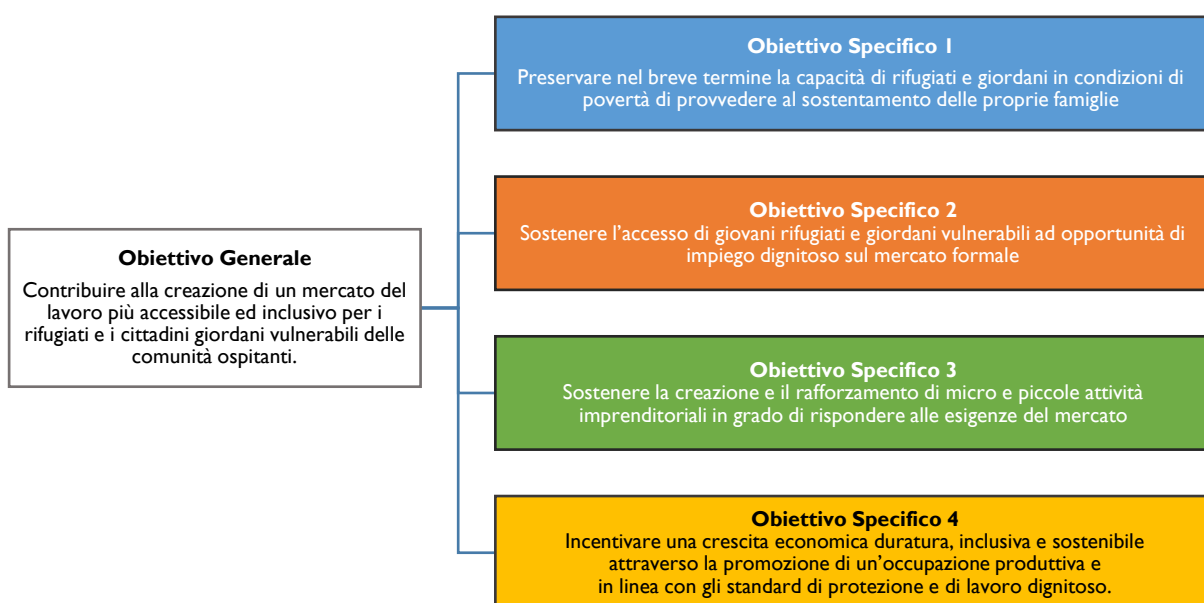 Obiettivo Generale
Contribuire alla creazione di un mercato del
lavoro più accessibile ed inclusivo per i
rifugiati e i cittadini giordani vulnerabili delle
comunità ospitanti.
Obiettivo Specifico 1
Preservare nel breve termine la capacità di rifugiati e giordani in condizioni di
povertà di provvedere al sostentamento delle proprie famiglie
Obiettivo Specifico 2
Sostenere l’accesso di giovani rifugiati e giordani vulnerabili ad opportunità di
impiego dignitoso sul mercato formale
Obiettivo Specifico 3
Sostenere la creazione e il rafforzamento di micro e piccole attività
imprenditoriali in grado di rispondere alle esigenze del mercato
Obiettivo Specifico 4
Incentivare una crescita economica duratura, inclusiva e sostenibile
attraverso la promozione di un’occupazione produttiva e
in linea con gli standard di protezione e di lavoro dignitoso.